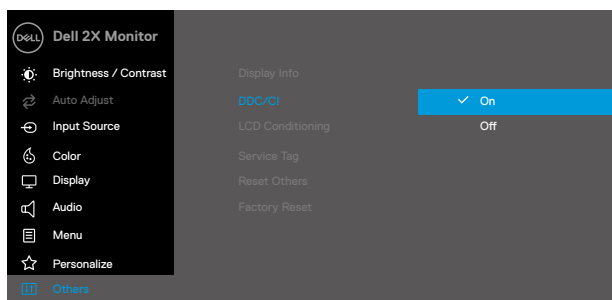 DELL Dell 2X Monitor
Brightness / Contrast
Auto Adjust
Input Source
Color
Display
Audio
Menu
Personalize
Others
Display Info
DDC/CI
LCD Conditioning
Service Tag
Reset Others
Factory Reset
On
Off